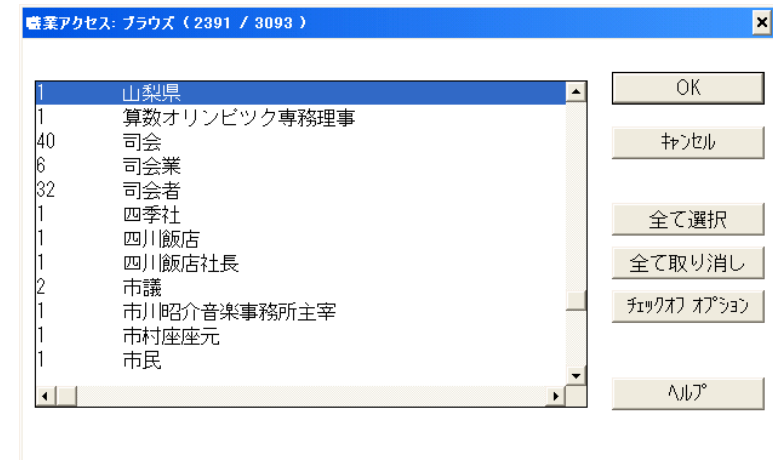 職業アクセス: ブラウズ ( 2391 / 3093 )
1 山梨県
1 算数オリンピツク専務理事
40 司会
6 司会業
32 司会者
1 四季社
1 四川飯店
1 四川飯店社長
2 市議
1 市川昭介音楽事務所主宰
1 市村座座元
1 市民
OK
ｷｬﾝｾﾙ
全て選択
全て取り消し
ﾁｪｯｸｵﾌ ｵﾌﾟｼｮﾝ
ﾍﾙﾌﾟ